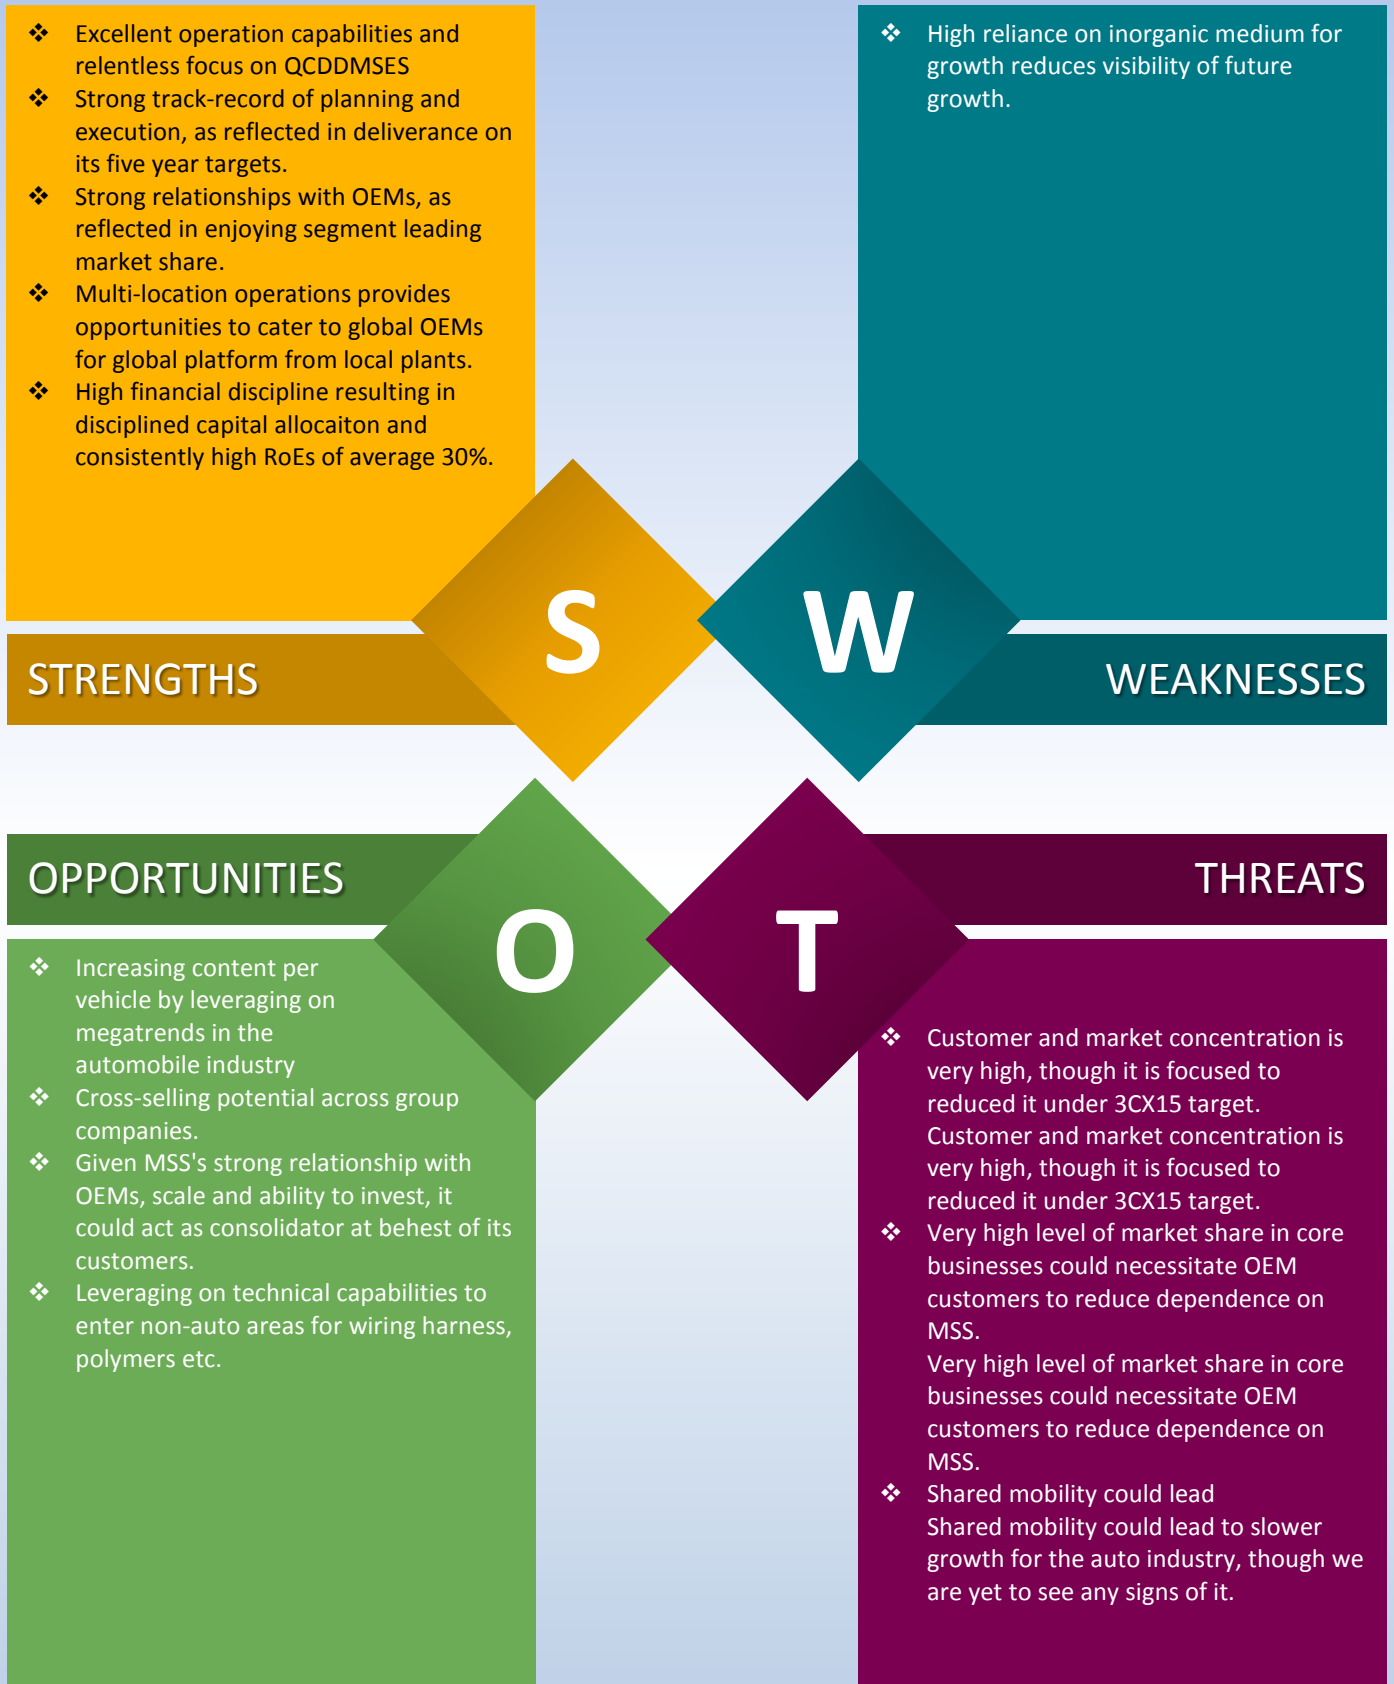 ❖ Excellent operation capabilities and
relentless focus on QCDDMSES
❖ Strong track-record of planning and
execution, as reflected in deliverance on
its five year targets.
❖ Strong relationships with OEMs, as
reflected in enjoying segment leading
market share.
❖ Multi-location operations provides
opportunities to cater to global OEMs
for global platform from local plants.
❖ High financial discipline resulting in
disciplined capital allocaiton and
consistently high RoEs of average 30%.
❖ High reliance on inorganic medium for
growth reduces visibility of future
growth.
S
W
STRENGTHS
WEAKNESSES
OPPORTUNITIES
THREATS
O
T
❖ Increasing content per
vehicle by leveraging on
megatrends in the
automobile industry
❖ Cross-selling potential across group
companies.
❖ Given MSS's strong relationship with
OEMs, scale and ability to invest, it
could act as consolidator at behest of its
customers.
❖ Leveraging on technical capabilities to
enter non-auto areas for wiring harness,
polymers etc.
❖ Customer and market concentration is
very high, though it is focused to
reduced it under 3CX15 target.
Customer and market concentration is
very high, though it is focused to
reduced it under 3CX15 target.
❖ Very high level of market share in core
businesses could necessitate OEM
customers to reduce dependence on
MSS.
Very high level of market share in core
businesses could necessitate OEM
customers to reduce dependence on
MSS.
❖ Shared mobility could lead
Shared mobility could lead to slower
growth for the auto industry, though we
are yet to see any signs of it.